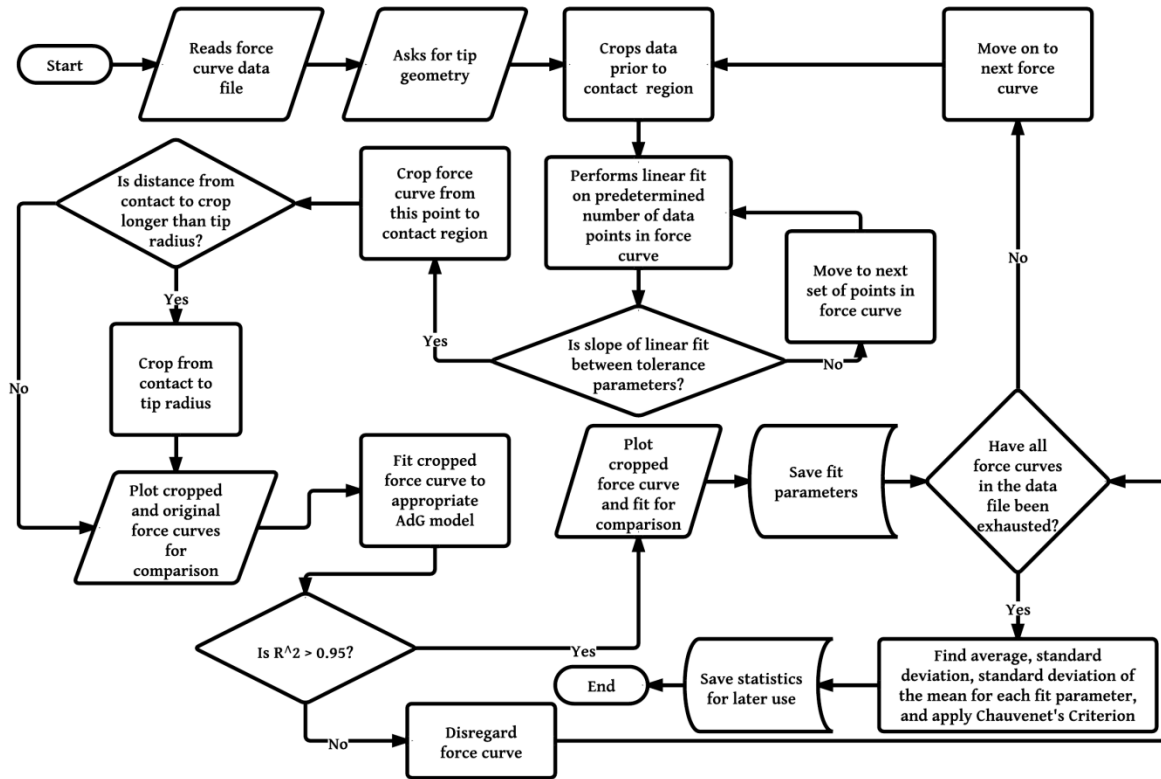 Start
Reads force
curve data
file
Asks for tip
geometry
Crops data
prior to
contact region
Move on to
next force
curve
Is distance from
contact to crop
longer than tip
radius?
Crop force
curve from
this point to
contact region
Performs linear fit
on predetermined
number of data
points in force
curve
Move to next
set of points in
force curve
No
Yes
Yes
Is slope of linear fit
between tolerance
parameters?
No
No
Crop from
contact to
tip radius
Plot cropped
and original
force curves for
comparison
Fit cropped
force curve to
appropriate
AdG model
Plot
cropped
force curve
and fit for
comparison
Save fit
parameters
Have all
force curves
in the data
file been
exhausted?
Is R^2 > 0.95?
Yes
Yes
End
Save statistics
for later use
Find average, standard
deviation, standard deviation of
the mean for each fit parameter,
and apply Chauvenet's Criterion
No
Disregard
force curve